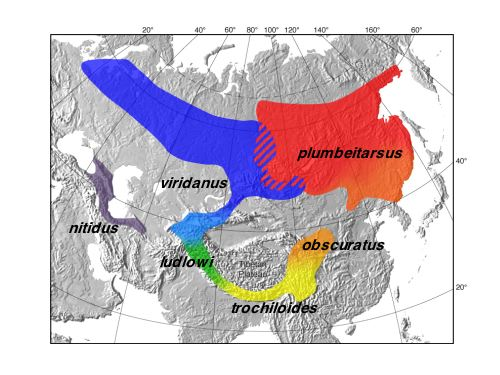 20° 40° 60° 80° 100° 120° 140° 160° 60°
plumbeitarsus
40°
viridanus
nitidus
obscuratus
ludlowi
Tibetan
Plateau
20°
trochiloides